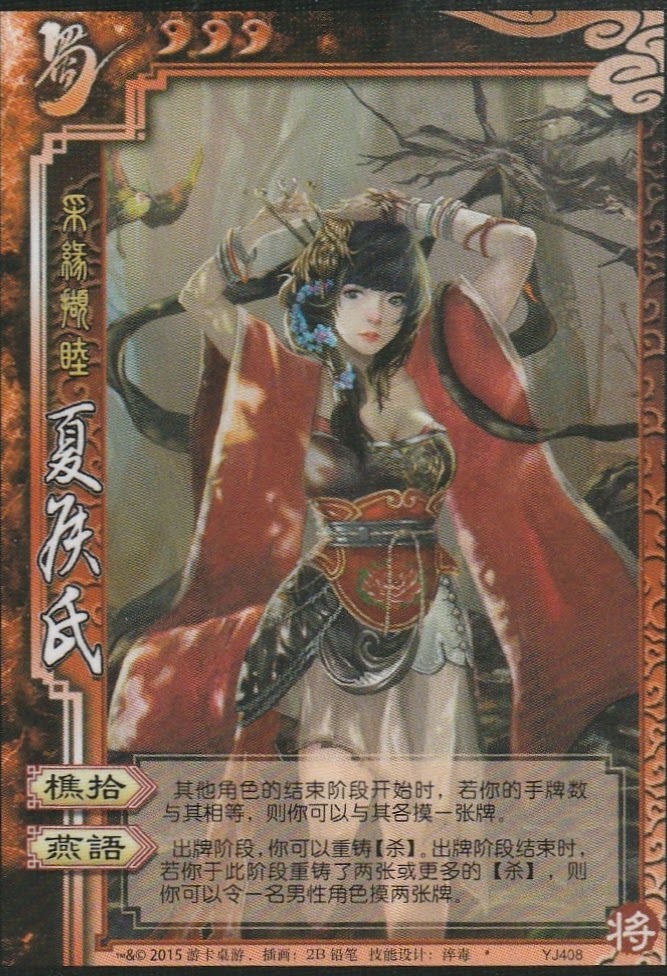 蜀
采緣擷睦
夏侯氏
樵拾
其他角色的结束阶段开始时，若你的手牌数
与其相等，则你可以与其各摸一张牌。
燕語
出牌阶段，你可以重铸【杀】。出牌阶段结束时，
若你于此阶段重铸了两张或更多的【杀】，则
你可以令一名男性角色摸两张牌。
将
™&© 2015 游卡桌游．插画：2B 铅笔 技能设计：淬毒 YJ408